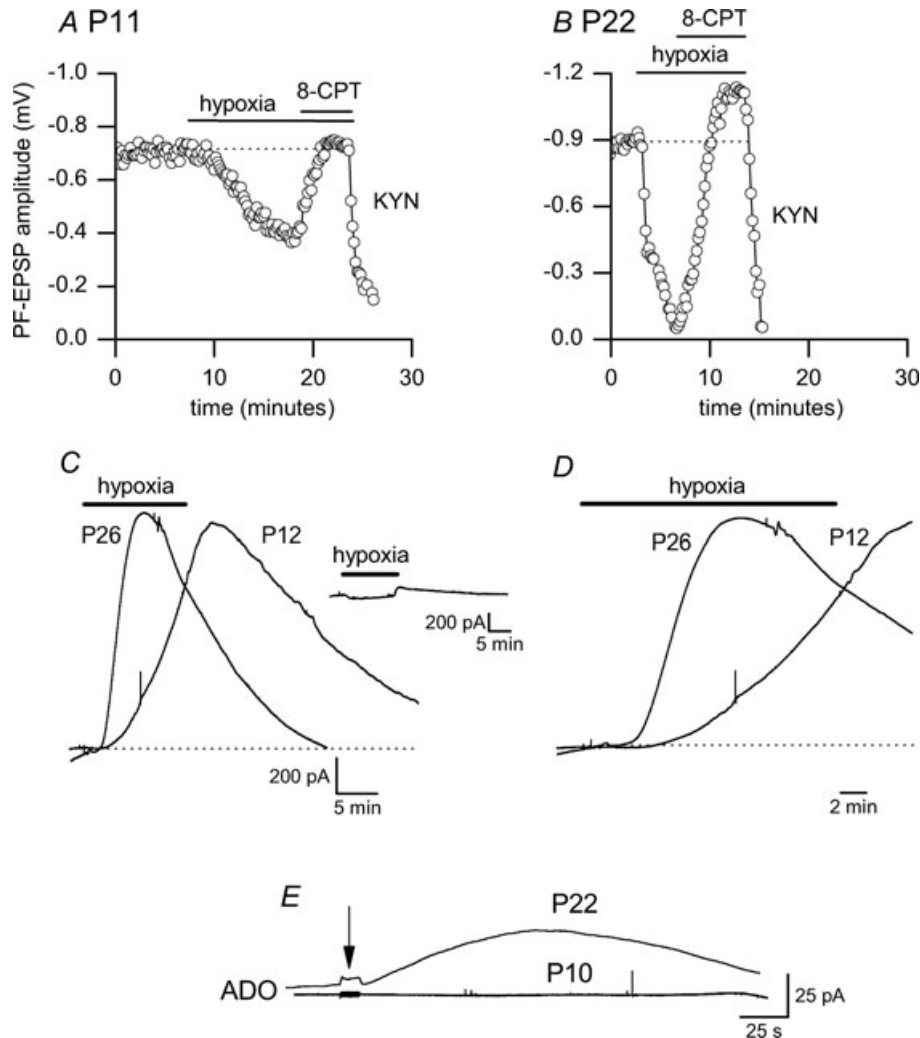 A P11
-1.0
-0.8
-0.6
-0.4
-0.2
0.0
PF-EPSP amplitude (mV)
hypoxia
8-CPT
KYN
0
10
20
30
time (minutes)
B P22
8-CPT
hypoxia
-1.2
-0.9
-0.6
-0.3
0.0
KYN
0
10
20
30
time (minutes)
C
hypoxia
P26
P12
hypoxia
200 pA
5 min
200 pA
5 min
D
hypoxia
P26
P12
2 min
E
P22
P10
ADO
25 pA
25 s